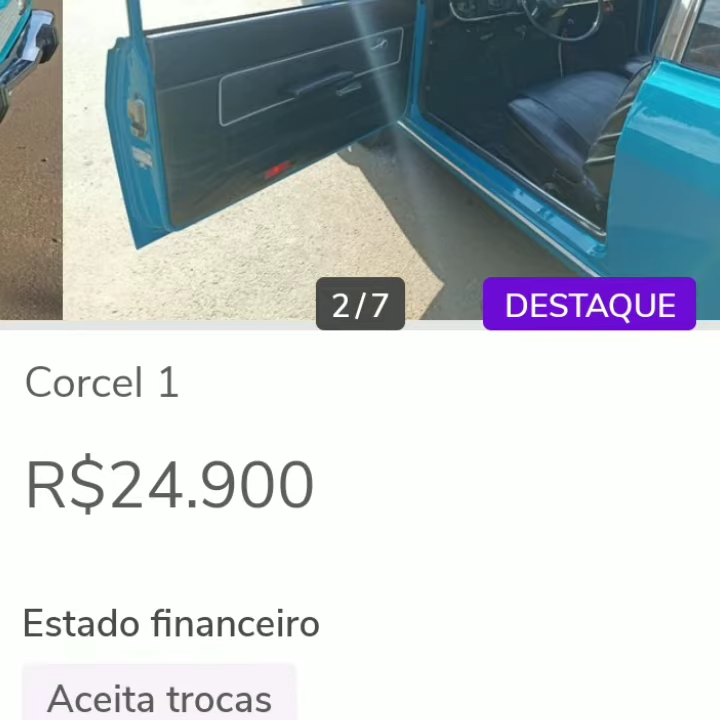 2/7
DESTAQUE
Corcel 1
R$24.900
Estado financeiro
Aceita trocas